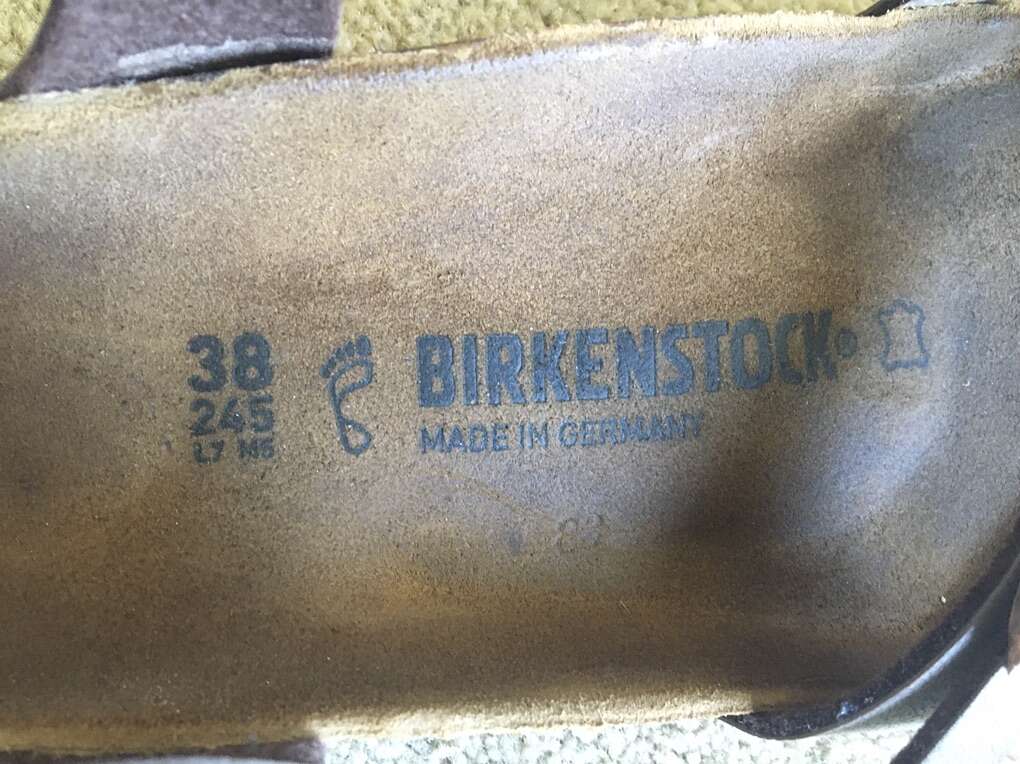 38
245
L7 M5
BIRKENSTOCK
MADE IN GERMANY